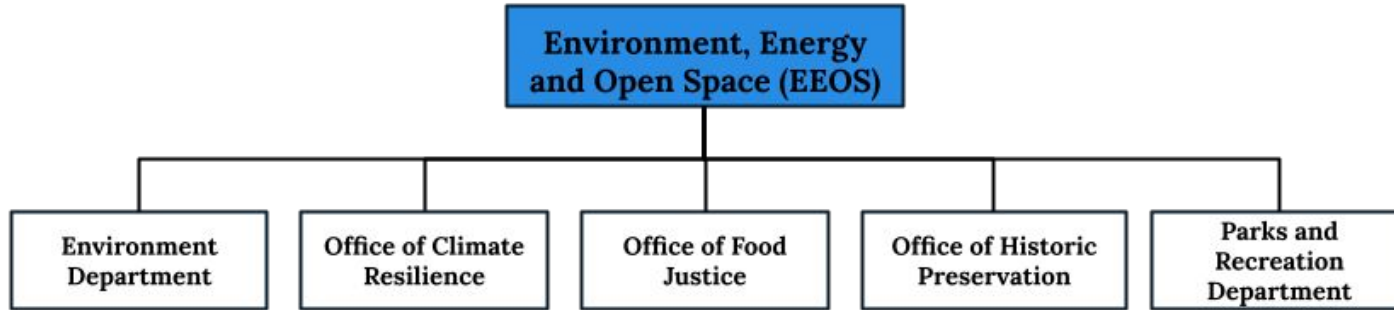 Environment, Energy
and Open Space (EEOS)
Environment
Department
Office of Climate
Resilience
Office of Food
Justice
Office of Historic
Preservation
Parks and
Recreation
Department